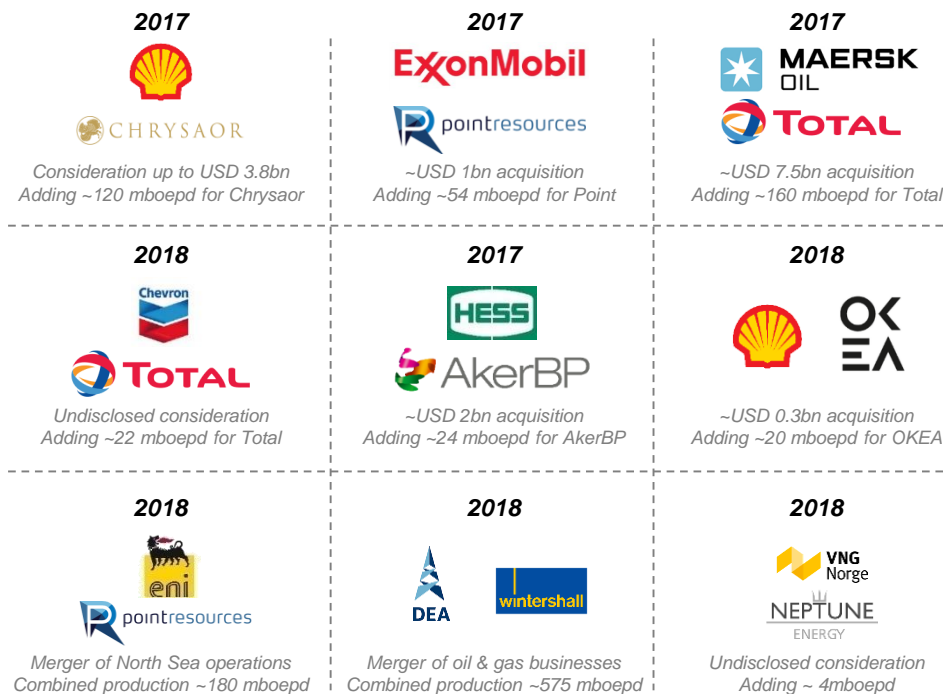 2017
CHRYSAOR
Consideration up to USD 3.8bn
Adding ~120 mboepd for Chrysaor
2017
ExxonMobil
pointresources
~USD 1bn acquisition
Adding ~54 mboepd for Point
2017
MAERSK
OIL
TOTAL
~USD 7.5bn acquisition
Adding ~160 mboepd for Total
2018
Chevron
TOTAL
Undisclosed consideration
Adding ~22 mboepd for Total
2017
HESS
AkerBP
~USD 2bn acquisition
Adding ~24 mboepd for AkerBP
2018
OK
EA
~USD 0.3bn acquisition
Adding ~20 mboepd for OKEA
2018
eni
pointresources
Merger of North Sea operations
Combined production ~180 mboepd
2018
DEA
wintershall
Merger of oil & gas businesses
Combined production ~575 mboepd
2018
VNG
Norge
NEPTUNE
ENERGY
Undisclosed consideration
Adding ~ 4mboepd